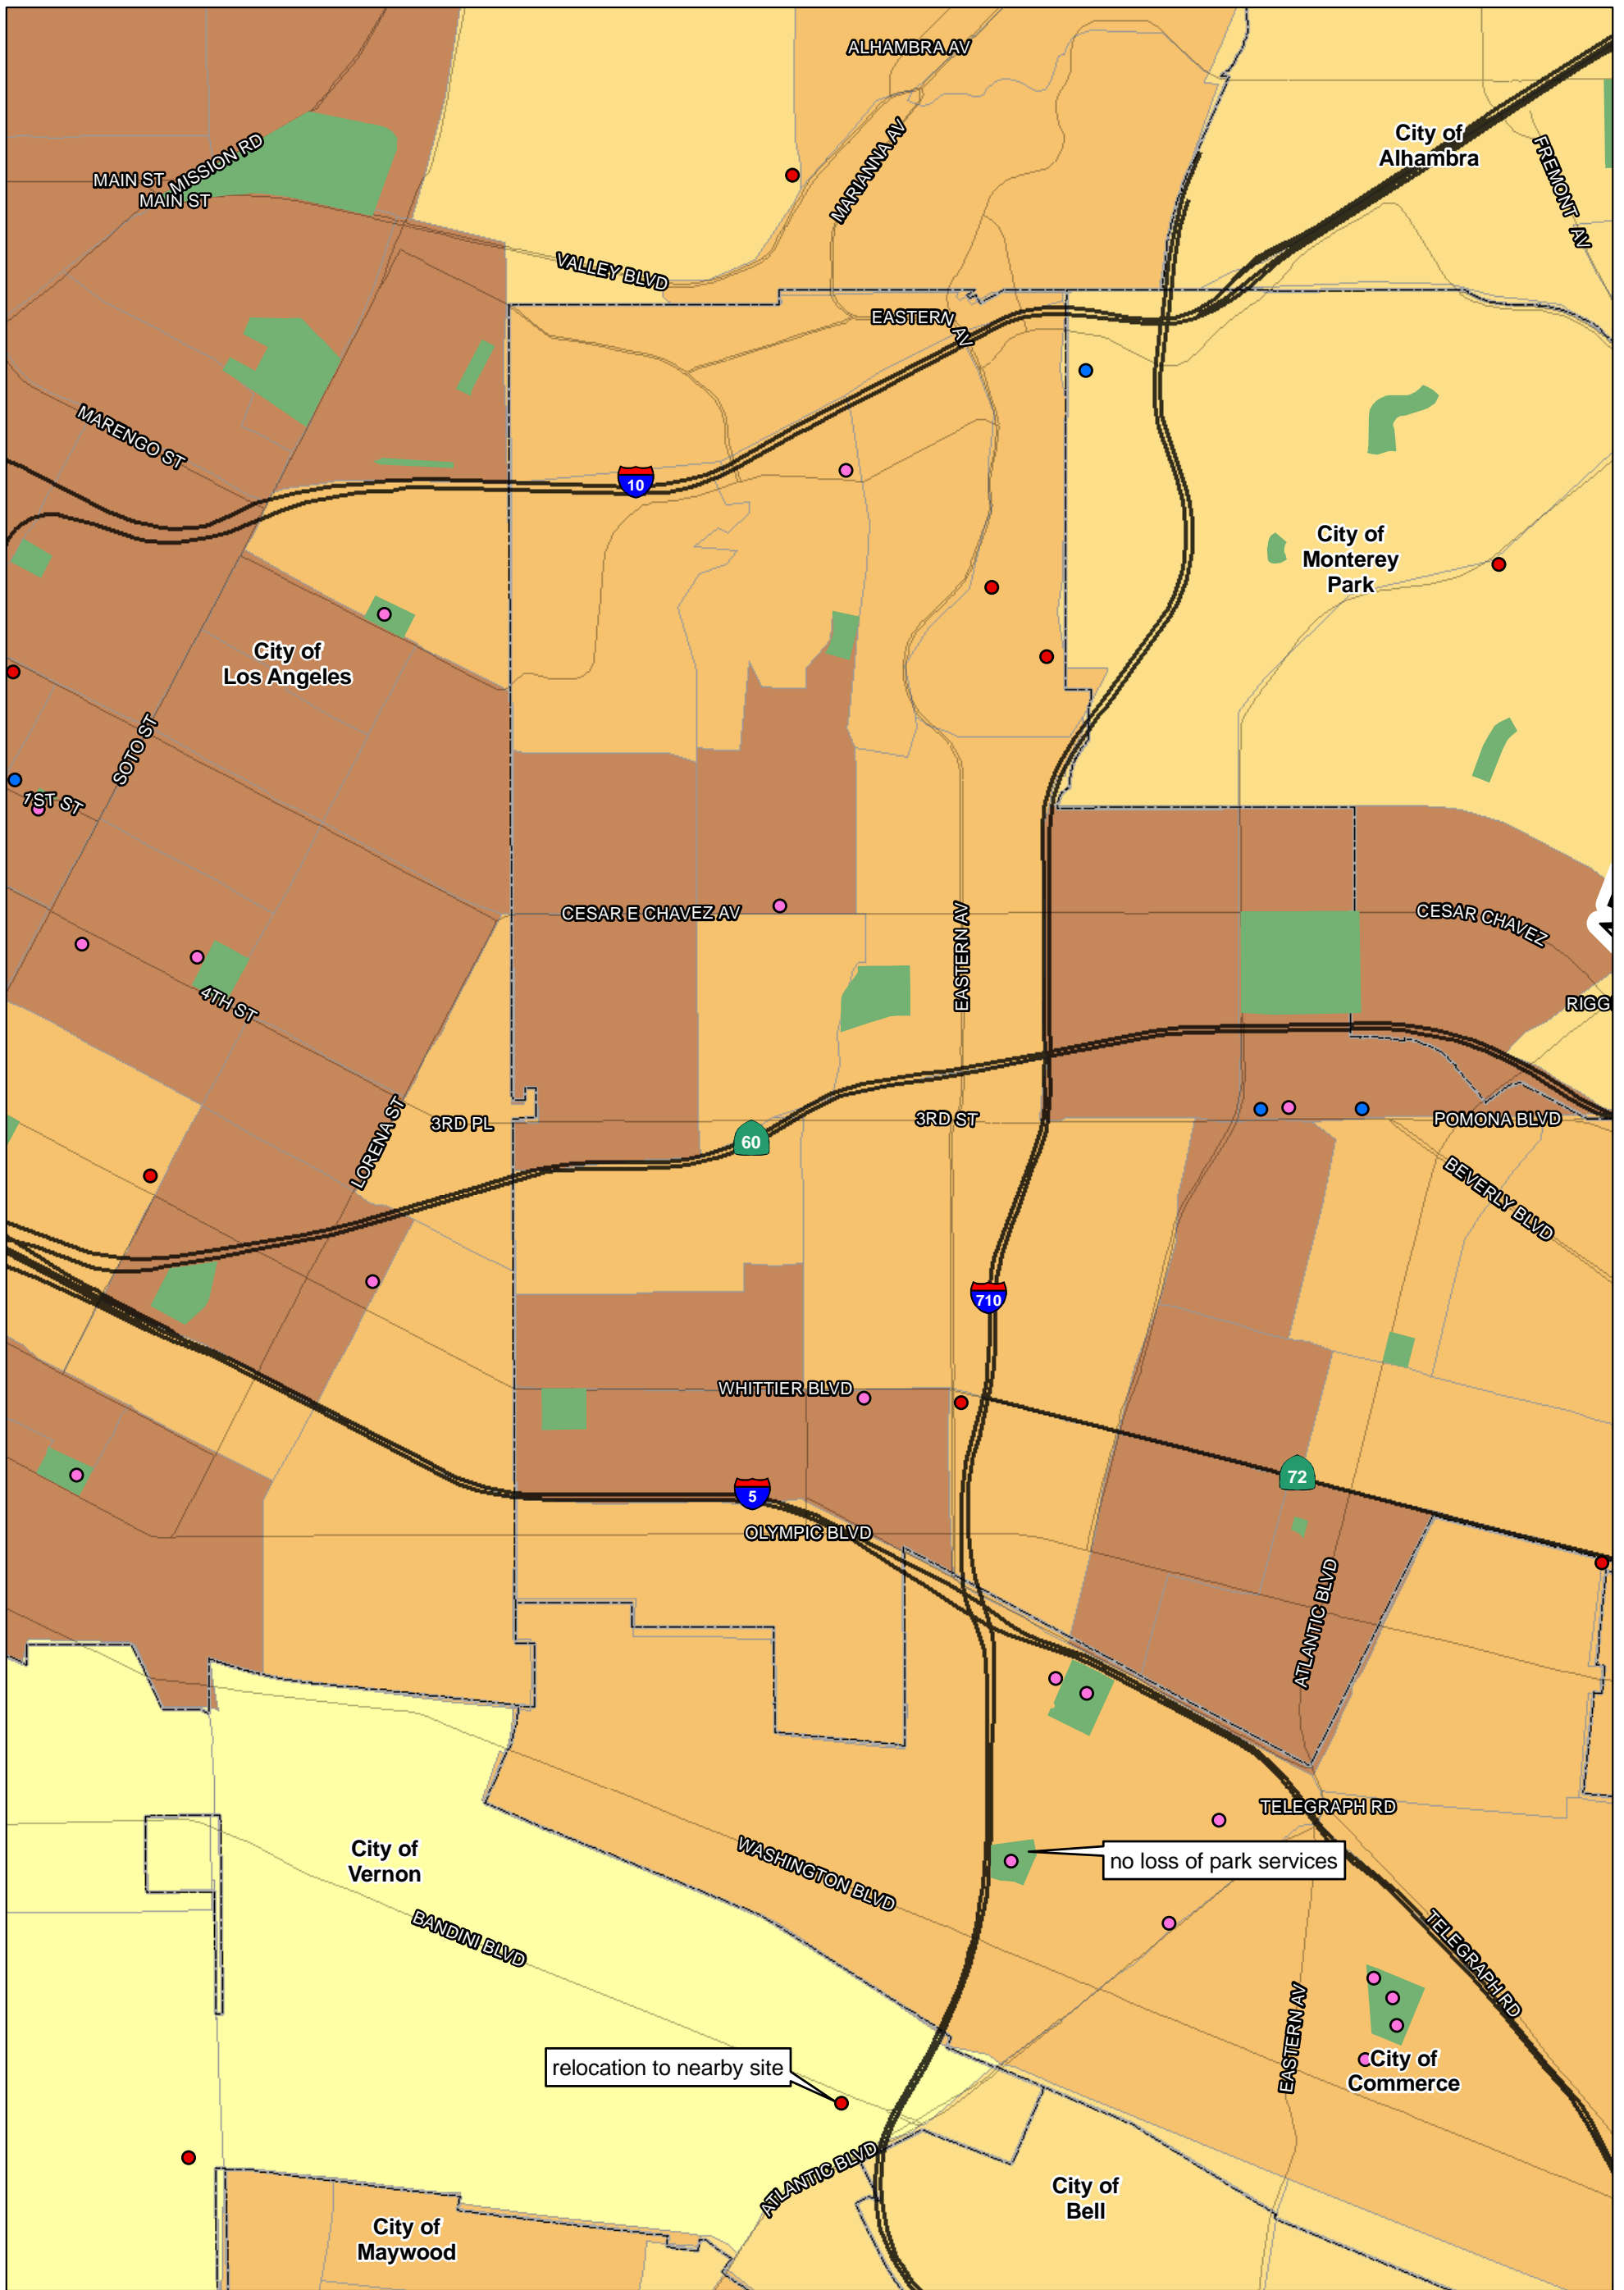 ALHAMBRA AV
City of
Alhambra
FREMONT AV
MARIANNA AV
MISSION RD
MAIN ST
MAIN ST
VALLEY BLVD
EASTERN AV
MARENGO ST
10
City of
Monterey
Park
City of
Los Angeles
SOTO ST
1ST ST
CESAR E CHAVEZ AV
CESAR CHAVEZ
EASTERN AV
4TH ST
RIGG
LORENA ST
3RD PL
60
3RD ST
POMONA BLVD
BEVERLY BLVD
710
WHITTIER BLVD
72
5
OLYMPIC BLVD
ATLANTIC BLVD
TELEGRAPH RD
City of
Vernon
WASHINGTON BLVD
no loss of park services
BANDINI BLVD
TELEGRAPH RD
EASTERN AV
relocation to nearby site
City of
Commerce
ATLANTIC BLVD
City of
Bell
City of
Maywood